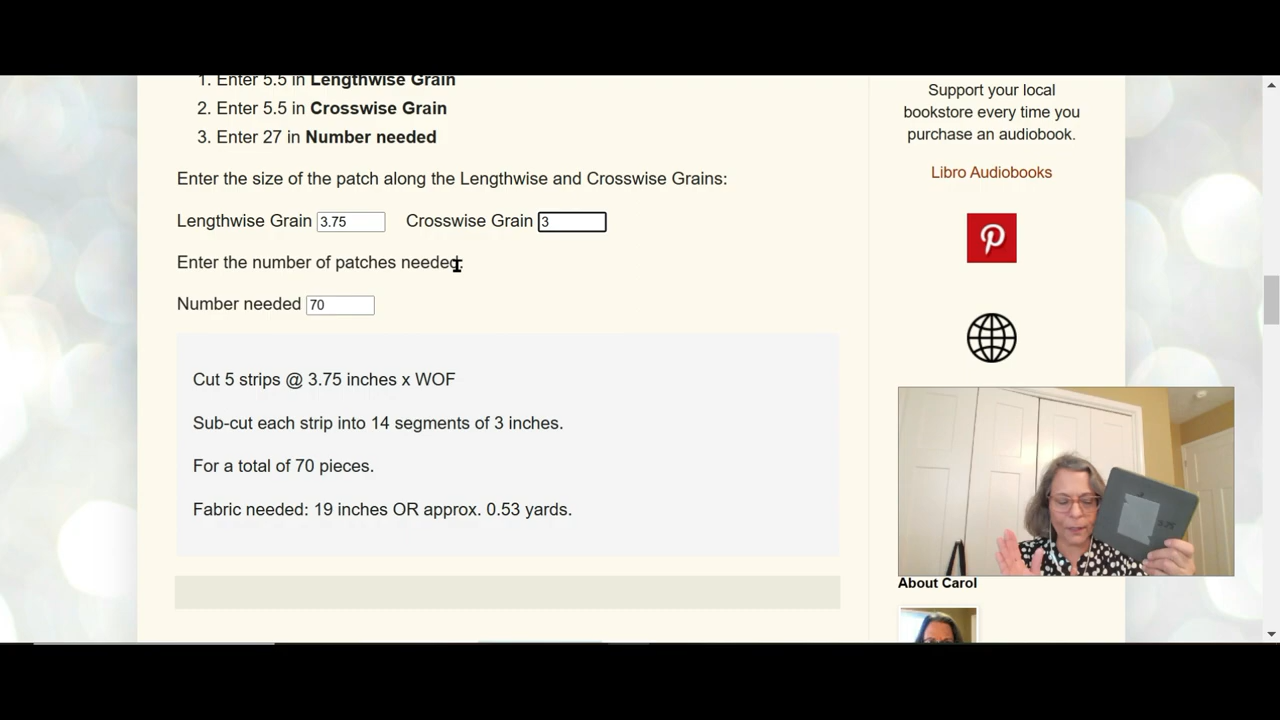 1. Enter 5.5 in Lengthwise Grain
2. Enter 5.5 in Crosswise Grain
3. Enter 27 in Number needed
Enter the size of the patch along the Lengthwise and Crosswise Grains:
Lengthwise Grain 3.75 Crosswise Grain 3
Enter the number of patches needed:
Number needed 70
Cut 5 strips @ 3.75 inches x WOF
Sub-cut each strip into 14 segments of 3 inches.
For a total of 70 pieces.
Fabric needed: 19 inches OR approx. 0.53 yards.
Support your local
bookstore every time you
purchase an audiobook.
Libro Audiobooks
3.75
About Carol